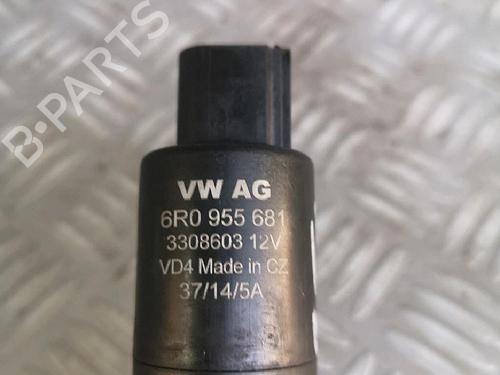 B-PARTS
VW AG
6R0 955 681
3308603 12V
VD4 Made in CZ
37/14/5A